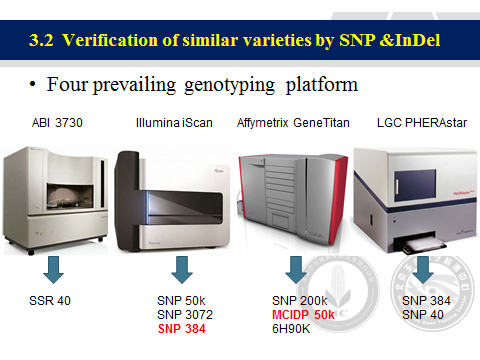 3.2 Verification of similar varieties by SNP &InDel
• Four prevailing genotyping platform
ABI 3730
Illumina iScan
Affymetrix GeneTitan
LGC PHERAstar
SSR 40
SNP 50k
SNP 3072
SNP 384
SNP 200k
MCIDP 50k
6H90K
SNP 384
SNP 40